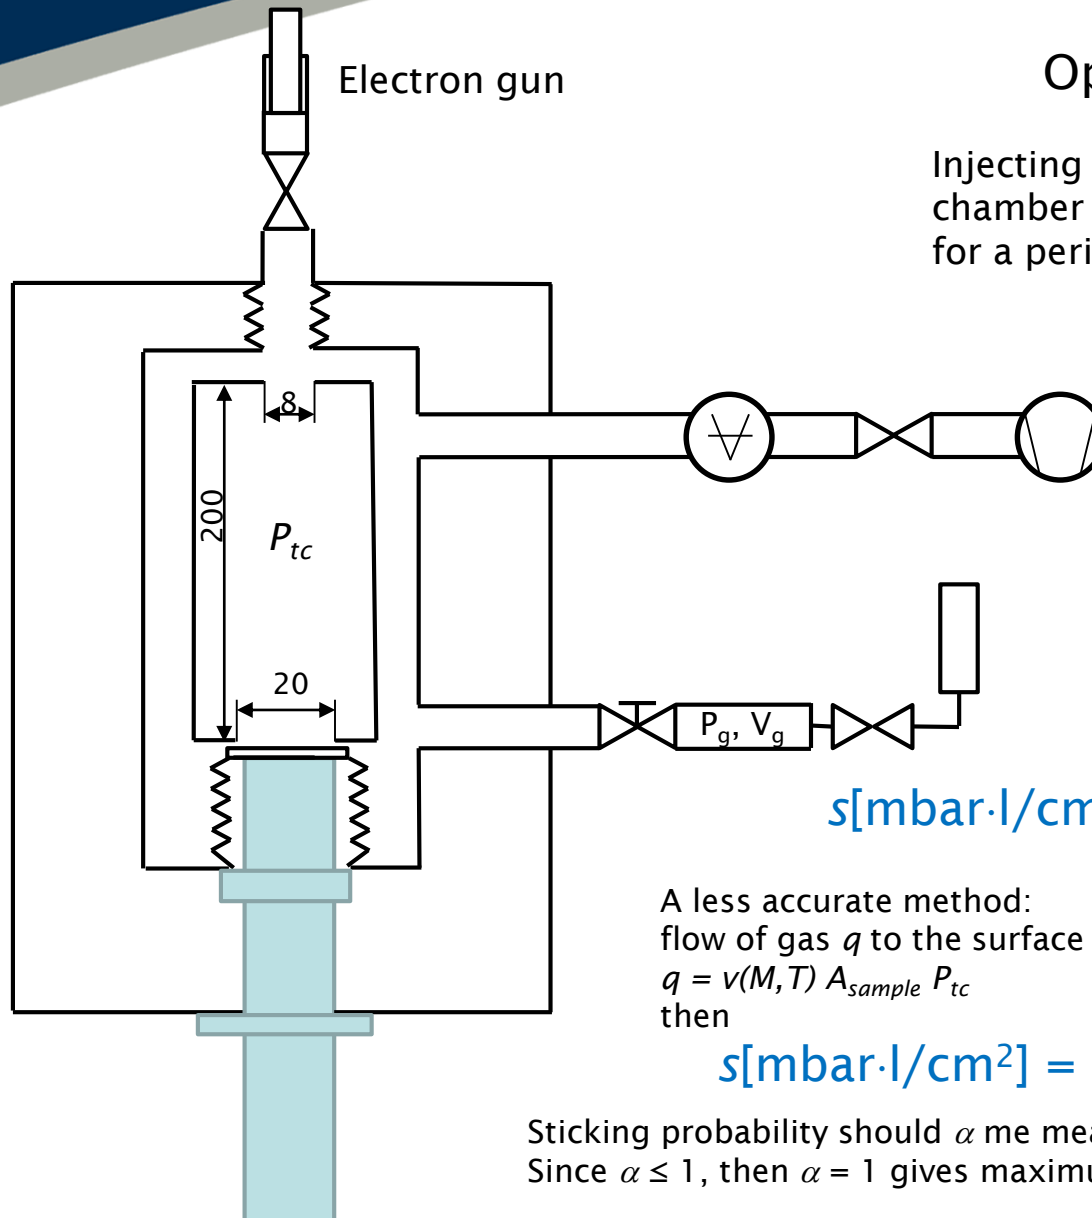 Electron gun
Op
Injecting
chamber
for a peri
8
200
P_tc
20
P_g, V_g
s[mbar·l/cm
A less accurate method:
flow of gas q to the surface
q = v(M,T) A_sample P_tc
then
s[mbar·l/cm²] =
Sticking probability should α me mea
Since α ≤ 1, then α = 1 gives maximu